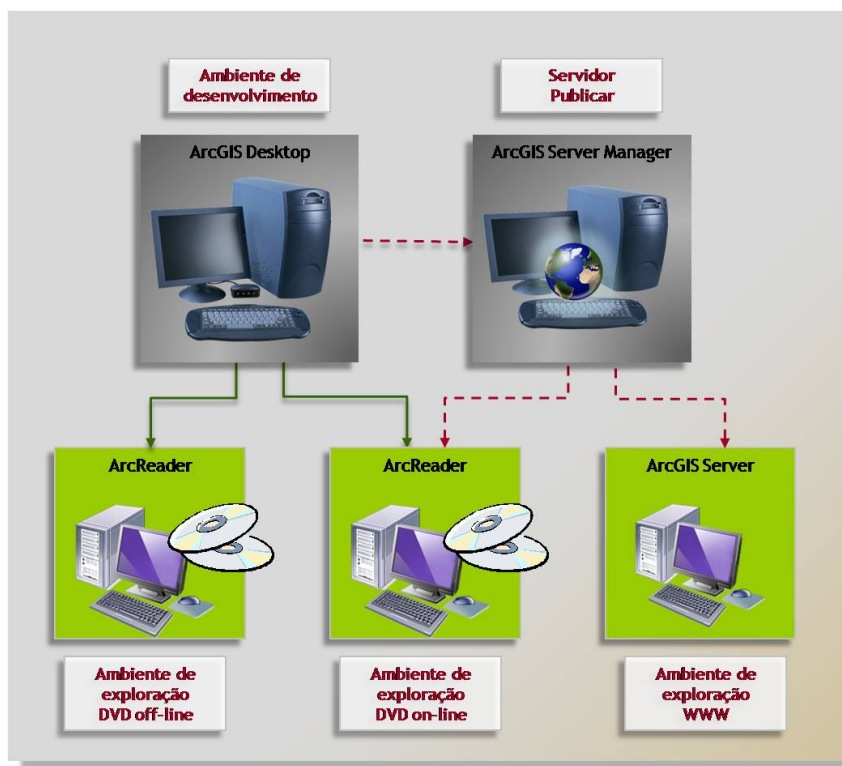 Ambiente de
desenvolvimento
Servidor
Publicar
ArcGIS Desktop
ArcGIS Server Manager
ArcReader
ArcReader
ArcGIS Server
Ambiente de
exploração
DVD off-line
Ambiente de
exploração
DVD on-line
Ambiente de
exploração
WWW